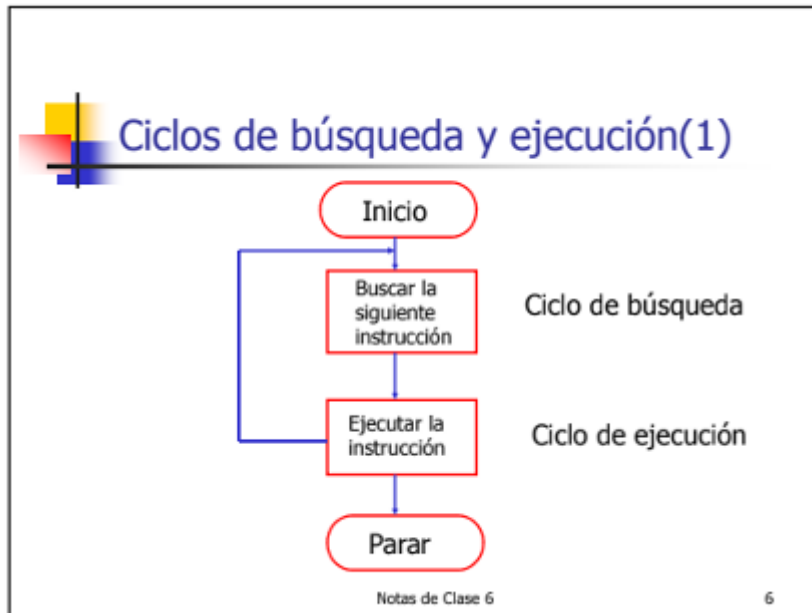 Ciclos de búsqueda y ejecución(1)
Inicio
Buscar la
siguiente
instrucción
Ciclo de búsqueda
Ejecutar la
instrucción
Ciclo de ejecución
Parar
Notas de Clase 6
6